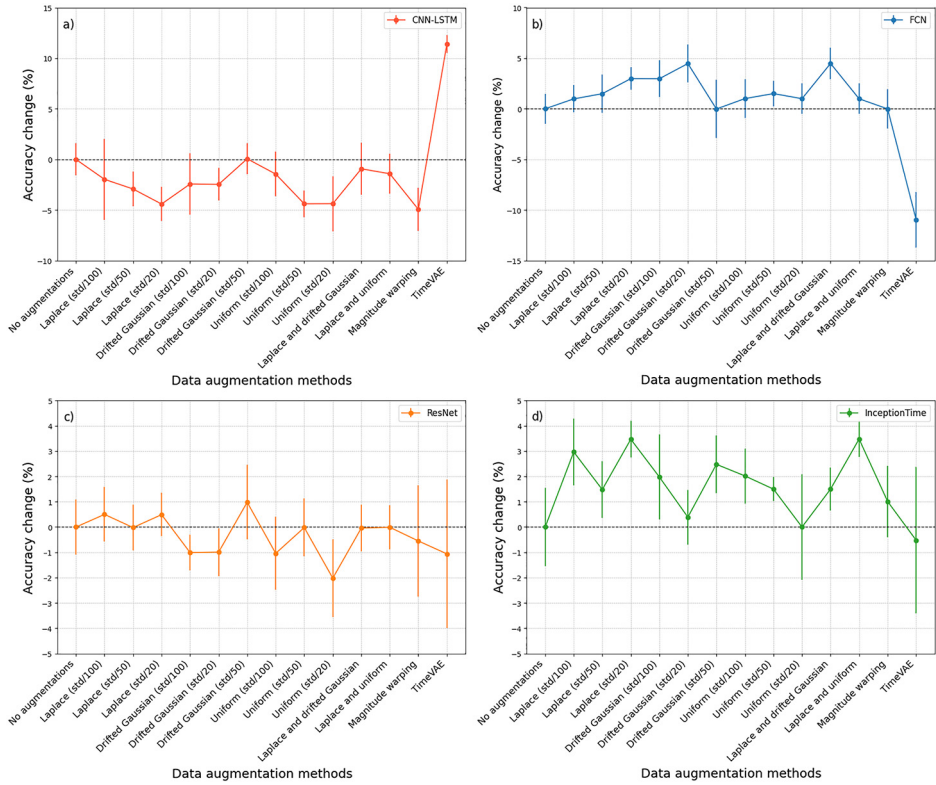 a)
CNN-LSTM
15
10
5
0
−5
−10
Accuracy change (%)
No augmentations
Laplace (std/100)
Laplace (std/50)
Laplace (std/20)
Drifted Gaussian (std/100)
Drifted Gaussian (std/20)
Drifted Gaussian (std/50)
Uniform (std/100)
Uniform (std/50)
Uniform (std/20)
Laplace and drifted Gaussian
Laplace and uniform
Magnitude warping
TimeVAE
Data augmentation methods
b)
FCN
10
5
0
−5
−10
−15
Accuracy change (%)
No augmentations
Laplace (std/100)
Laplace (std/50)
Laplace (std/20)
Drifted Gaussian (std/100)
Drifted Gaussian (std/20)
Drifted Gaussian (std/50)
Uniform (std/100)
Uniform (std/50)
Uniform (std/20)
Laplace and drifted Gaussian
Laplace and uniform
Magnitude warping
TimeVAE
Data augmentation methods
c)
ResNet
5
4
3
2
1
0
−1
−2
−3
−4
−5
Accuracy change (%)
No augmentations
Laplace (std/100)
Laplace (std/50)
Laplace (std/20)
Drifted Gaussian (std/100)
Drifted Gaussian (std/20)
Drifted Gaussian (std/50)
Uniform (std/100)
Uniform (std/50)
Uniform (std/20)
Laplace and drifted Gaussian
Laplace and uniform
Magnitude warping
TimeVAE
Data augmentation methods
d)
InceptionTime
5
4
3
2
1
0
−1
−2
−3
−4
−5
Accuracy change (%)
No augmentations
Laplace (std/100)
Laplace (std/50)
Laplace (std/20)
Drifted Gaussian (std/100)
Drifted Gaussian (std/20)
Drifted Gaussian (std/50)
Uniform (std/100)
Uniform (std/50)
Uniform (std/20)
Laplace and drifted Gaussian
Laplace and uniform
Magnitude warping
TimeVAE
Data augmentation methods